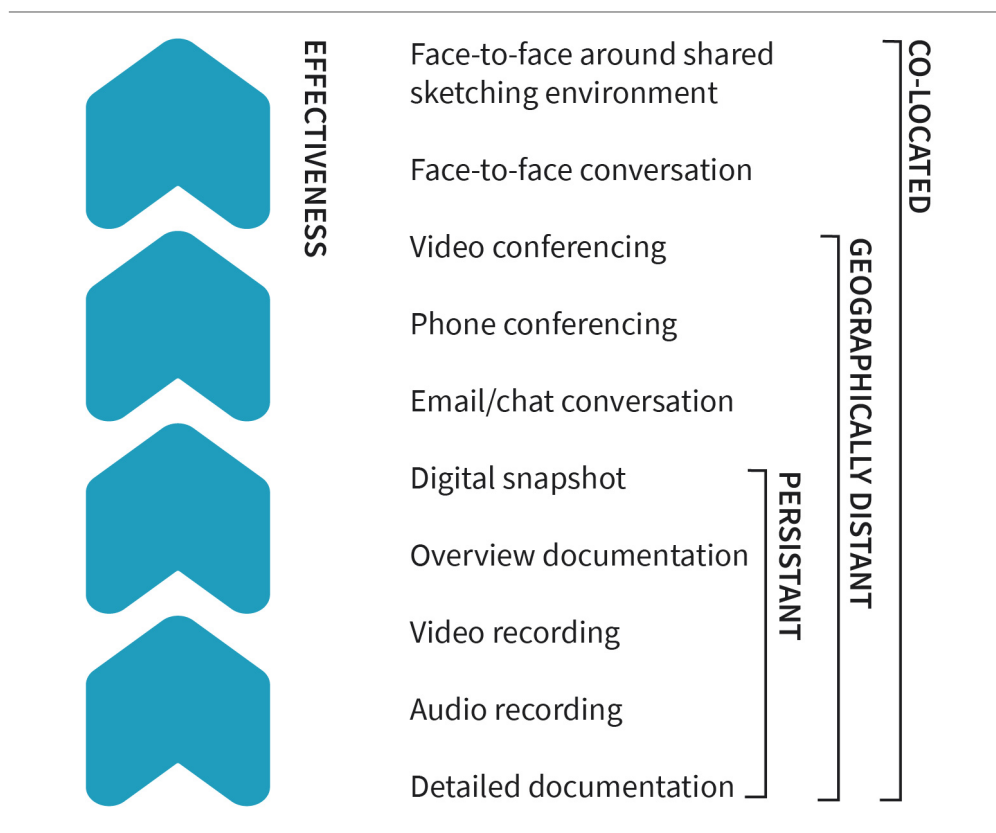 EFFECTIVENESS
Face-to-face around shared
sketching environment
Face-to-face conversation
Video conferencing
Phone conferencing
Email/chat conversation
Digital snapshot
Overview documentation
Video recording
Audio recording
Detailed documentation
PERSISTANT
GEOGRAPHICALLY DISTANT
CO-LOCATED